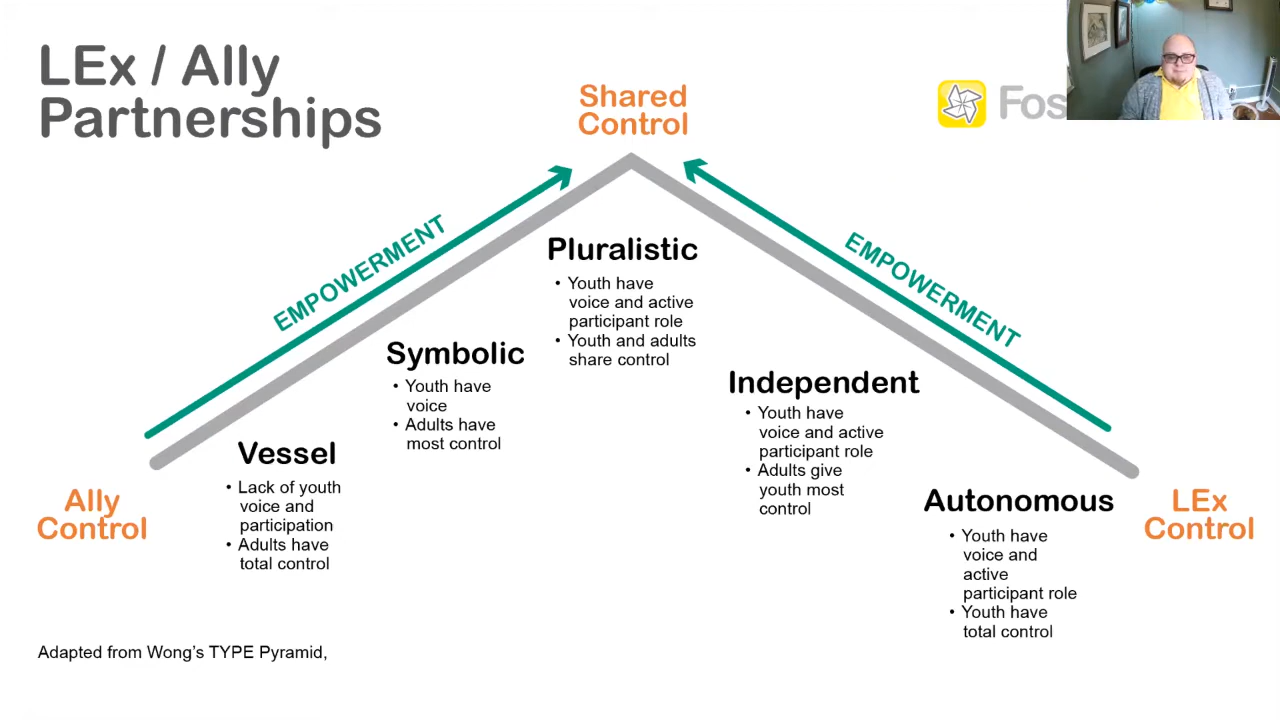 LEx / Ally
Partnerships
Shared
Control
Fos
EMPOWERMENT
EMPOWERMENT
Pluralistic
• Youth have
voice and active
participant role
• Youth and adults
share control
Symbolic
• Youth have
voice
• Adults have
most control
Independent
• Youth have
voice and active
participant role
• Adults give
youth most
control
Vessel
• Lack of youth
voice and
participation
• Adults have
total control
Ally
Control
Autonomous
• Youth have
voice and
active
participant role
• Youth have
total control
LEx
Control
Adapted from Wong's TYPE Pyramid,